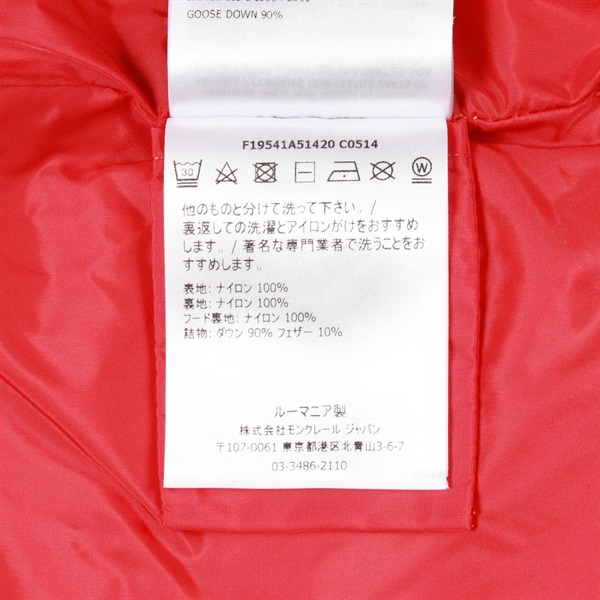 GOOSE DOWN 90%
F19541A51420 C0514
30
W
他のものと分けて洗って下さい。/
裏返しての洗濯とアイロンがけをおすすめ
します。/ 著名な専門業者で洗うことをお
すすめします。
表地: ナイロン 100%
裏地: ナイロン 100%
フード裏地: ナイロン 100%
詰物: ダウン 90% フェザー 10%
ルーマニア製
株式会社モンクレール ジャパン
〒107-0061 東京都港区北青山3-6-7
03-3486-2110